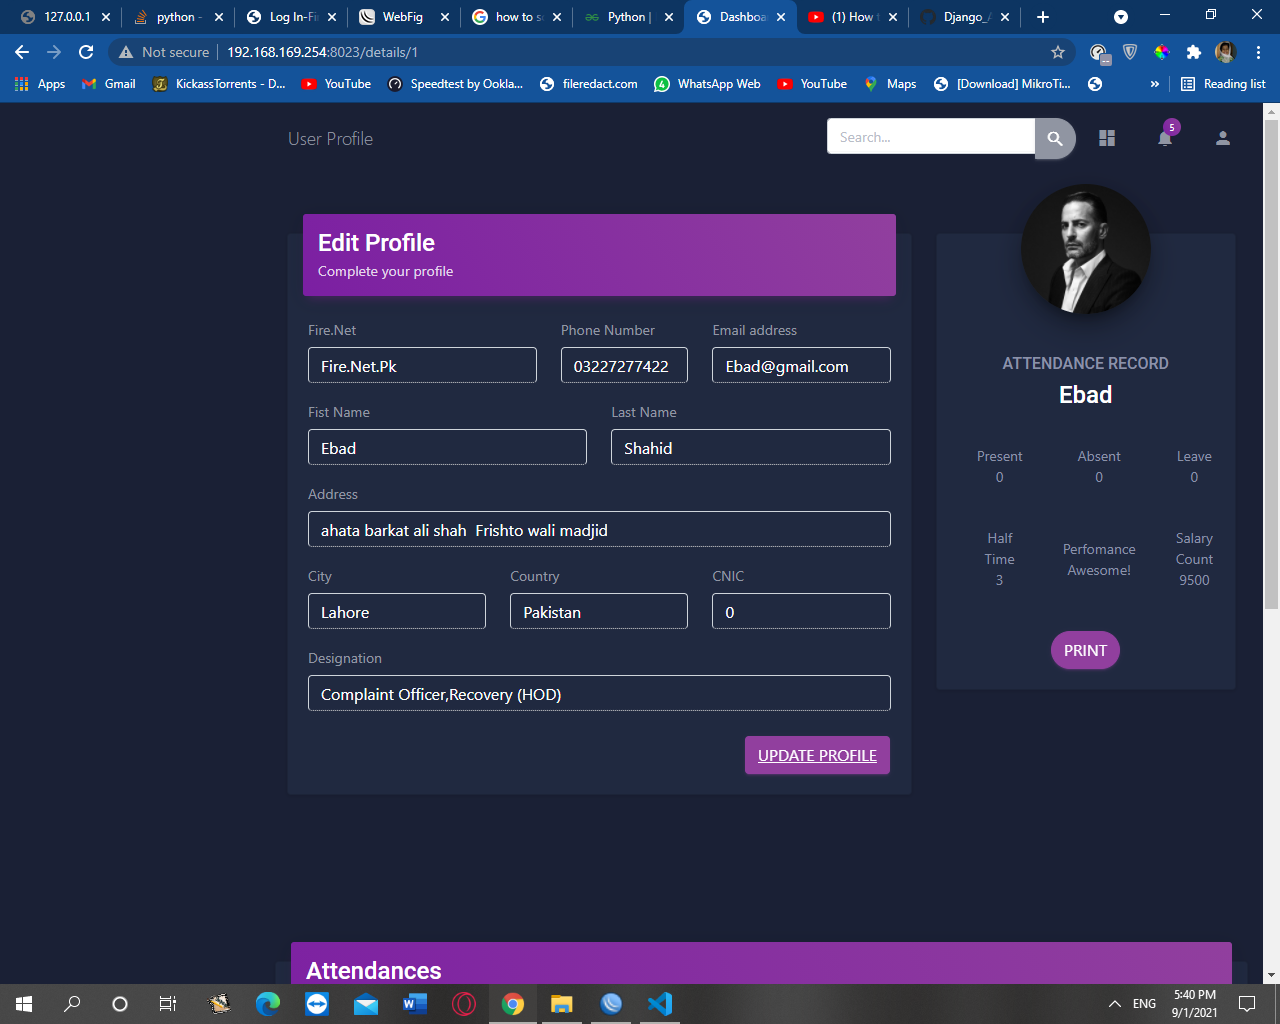 127.0.0.1
python -
Log In-Fi
WebFig
how to s
Python |
Dashboa
(1) How t
Django_A
Not secure
192.168.169.254:8023/details/1
Apps
Gmail
KickassTorrents - D...
YouTube
Speedtest by Ookla...
fileredact.com
WhatsApp Web
YouTube
Maps
[Download] MikroTi...
»
Reading list
User Profile
Search...
5
Edit Profile
Complete your profile
Fire.Net
Phone Number
Email address
Fire.Net.Pk
03227277422
Ebad@gmail.com
Fist Name
Last Name
Ebad
Shahid
Address
ahata barkat ali shah  Frishto wali madjid
City
Country
CNIC
Lahore
Pakistan
0
Designation
Complaint Officer,Recovery (HOD)
UPDATE PROFILE
ATTENDANCE RECORD
Ebad
Present
0
Absent
0
Leave
0
Half
Time
3
Perfomance
Awesome!
Salary
Count
9500
PRINT
Attendances
ENG
5:40 PM
9/1/2021